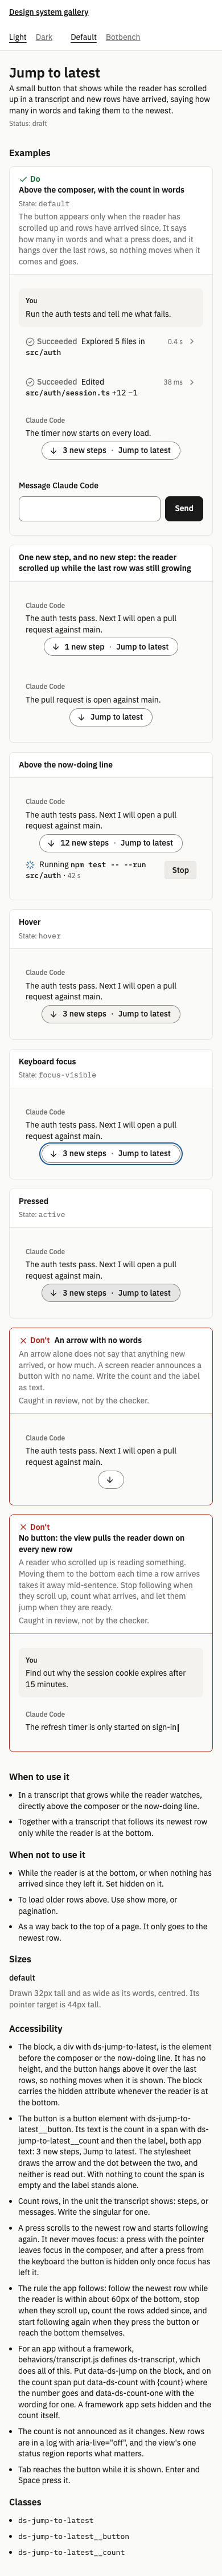 Design system gallery
Light Dark Default Botbench
Jump to latest
A small button that shows while the reader has scrolled
up in a transcript and new rows have arrived, saying how
many in words and taking them to the newest.
Status: draft
Examples
Do
Above the composer, with the count in words
State: default
The button appears only when the reader has
scrolled up and rows have arrived since. It says
how many in words and what a press does, and it
hangs over the last rows, so nothing moves when it
comes and goes.
You
Run the auth tests and tell me what fails.
Succeeded Explored 5 files in 0.4 s
src/auth
Succeeded Edited 38 ms
src/auth/session.ts +12 −1
Claude Code
The timer now starts on every load.
3 new steps · Jump to latest
Message Claude Code
Send
One new step, and no new step: the reader
scrolled up while the last row was still growing
Claude Code
The auth tests pass. Next I will open a pull
request against main.
1 new step · Jump to latest
Claude Code
The pull request is open against main.
Jump to latest
Above the now-doing line
Claude Code
The auth tests pass. Next I will open a pull
request against main.
12 new steps · Jump to latest
Running npm test -- --run
src/auth · 42 s
Stop
Hover
State: hover
Claude Code
The auth tests pass. Next I will open a pull
request against main.
3 new steps · Jump to latest
Keyboard focus
State: focus-visible
Claude Code
The auth tests pass. Next I will open a pull
request against main.
3 new steps · Jump to latest
Pressed
State: active
Claude Code
The auth tests pass. Next I will open a pull
request against main.
3 new steps · Jump to latest
Don't An arrow with no words
An arrow alone does not say that anything new
arrived, or how much. A screen reader announces a
button with no name. Write the count and the label
as text.
Caught in review, not by the checker.
Claude Code
The auth tests pass. Next I will open a pull
request against main.
Don't
No button: the view pulls the reader down on
every new row
A reader who scrolled up is reading something.
Moving them to the bottom each time a row arrives
takes it away mid-sentence. Stop following when
they scroll up, count what arrives, and let them
jump when they are ready.
Caught in review, not by the checker.
You
Find out why the session cookie expires after
15 minutes.
Claude Code
The refresh timer is only started on sign-in
When to use it
In a transcript that grows while the reader watches,
directly above the composer or the now-doing line.
Together with a transcript that follows its newest row
only while the reader is at the bottom.
When not to use it
While the reader is at the bottom, or when nothing has
arrived since they left it. Set hidden on it.
To load older rows above. Use show more, or
pagination.
As a way back to the top of a page. It only goes to the
newest row.
Sizes
default
Drawn 32px tall and as wide as its words, centred. Its
pointer target is 44px tall.
Accessibility
The block, a div with ds-jump-to-latest, is the element
before the composer or the now-doing line. It has no
height, and the button hangs above it over the last
rows, so nothing moves when it is shown. The block
carries the hidden attribute whenever the reader is at
the bottom.
The button is a button element with ds-jump-to-
latest__button. Its text is the count in a span with ds-
jump-to-latest__count and then the label, both app
text: 3 new steps, Jump to latest. The stylesheet
draws the arrow and the dot between the two, and
neither is read out. With nothing to count the span is
empty and the label stands alone.
Count rows, in the unit the transcript shows: steps, or
messages. Write the singular for one.
A press scrolls to the newest row and starts following
again. It never moves focus: a press with the pointer
leaves focus in the composer, and after a press from
the keyboard the button is hidden only once focus has
left it.
The rule the app follows: follow the newest row while
the reader is within about 60px of the bottom, stop
when they scroll up, count the rows added since, and
start following again when they press the button or
reach the bottom themselves.
For an app without a framework,
behaviors/transcript.js defines ds-transcript, which
does all of this. Put data-ds-jump on the block, and on
the count span put data-ds-count with {count} where
the number goes and data-ds-count-one with the
wording for one. A framework app sets hidden and the
count itself.
The count is not announced as it changes. New rows
are in a log with aria-live="off", and the view's one
status region reports what matters.
Tab reaches the button while it is shown. Enter and
Space press it.
Classes
ds-jump-to-latest
ds-jump-to-latest__button
ds-jump-to-latest__count